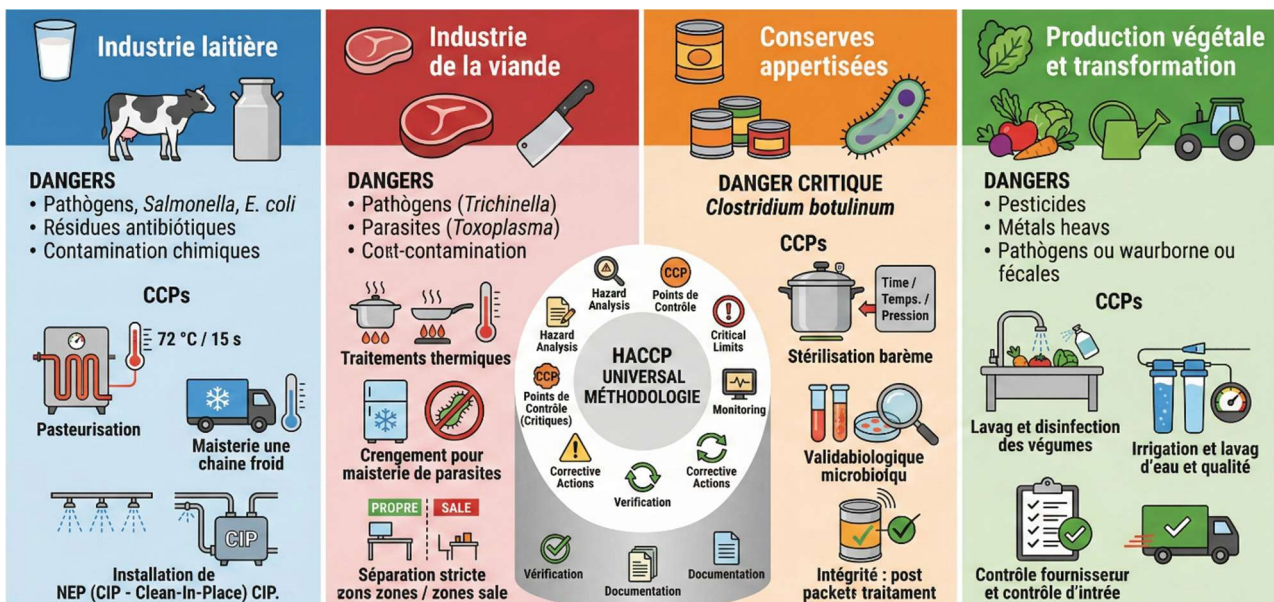 Industrie laitière
DANGERS
• Pathògens, Salmonella, E. coli
• Résidues antibiótiques
• Contamination chimiques
CCPs
72 °C / 15 s
Pasteurisation
Maisterie une
chaine froid
CIP
Installation de
NEP (CIP - Clean-In-Place) CIP.
Industrie
de la viande
DANGERS
• Pathògens (Trichinella)
• Parasites (Toxoplasma)
• Coıt-contamination
Traitements thermiques
Crengement pour
maisterie de parasites
PROPRE
SALE
Séparation stricte
zons zones / zones sale
Hazard
Analysis
CCP
Points de
Contrôle
Hazard
Analysis
Critical
Limits
HACCP
UNIVERSAL
MÉTHODOLOGIE
CCP
Points de
Contrôle
(Critiques)
Monitoring
Corrective
Actions
Verification
Corrective
Actions
Vérification
Documentation
Documentation
Conserves
appertisées
DANGER CRITIQUE
Clostridium botulinum
CCPs
Time /
Temps. /
Pression
Stérilisation barème
Validabiologique
microbiolqu
Intégrité : post
packets traitament
Production végétale
et transformation
DANGERS
• Pesticides
• Métals heavs
• Pathògens ou waurborne ou
fécales
CCPs
Lavag et disinfection
des végumes
Irrigation et lavag
d'eau et qualité
Contrôle fournisseur
et contrôle d'intrée